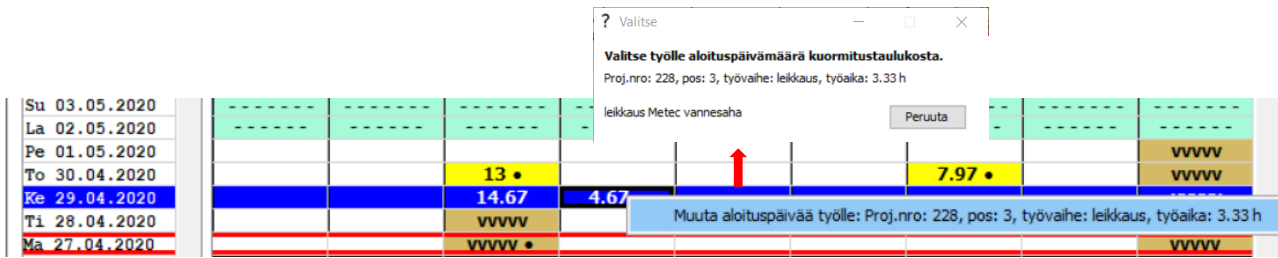 ? Valitse
Valitse työlle aloituspäivämäärä kuormitustaulukosta.
Proj.nro: 228, pos: 3, työvaihe: leikkaus, työaika: 3.33 h
leikkaus Metec vannesaha
Peruuta
Su 03.05.2020 - - - - - - - - - - - - - - - - - - - - - - - - - - - - - - - - - - - - - -
La 02.05.2020 - - - - - - - - - - - - - - - - - - - - - - - - - - - - - - - -
Pe 01.05.2020 vvvvv
To 30.04.2020 13 ● 7.97 ● vvvvv
Ke 29.04.2020 14.67 4.67
Muuta aloituspäivää työlle: Proj.nro: 228, pos: 3, työvaihe: leikkaus, työaika: 3.33 h
Ti 28.04.2020 vvvvv
Ma 27.04.2020 vvvvv ● vvvvv